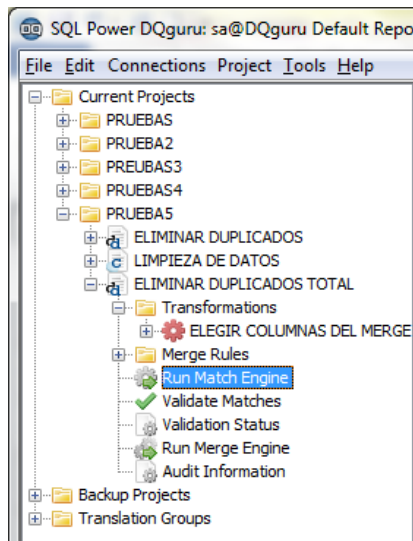 SQL Power DQguru: sa@DQguru Default Repo
File Edit Connections Project Tools Help
Current Projects
PRUEBAS
PRUEBA2
PREUBAS3
PRUEBAS4
PRUEBA5
ELIMINAR DUPLICADOS
LIMPIEZA DE DATOS
ELIMINAR DUPLICADOS TOTAL
Transformations
ELEGIR COLUMNAS DEL MERGE
Merge Rules
Run Match Engine
Validate Matches
Validation Status
Run Merge Engine
Audit Information
Backup Projects
Translation Groups